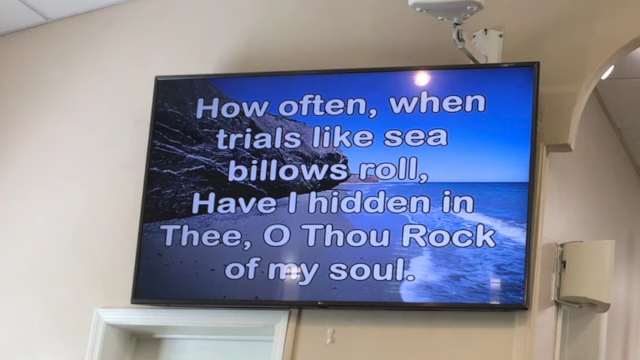 How often, when
trials like sea
billows roll,
Have I hidden in
Thee, O Thou Rock
of my soul.